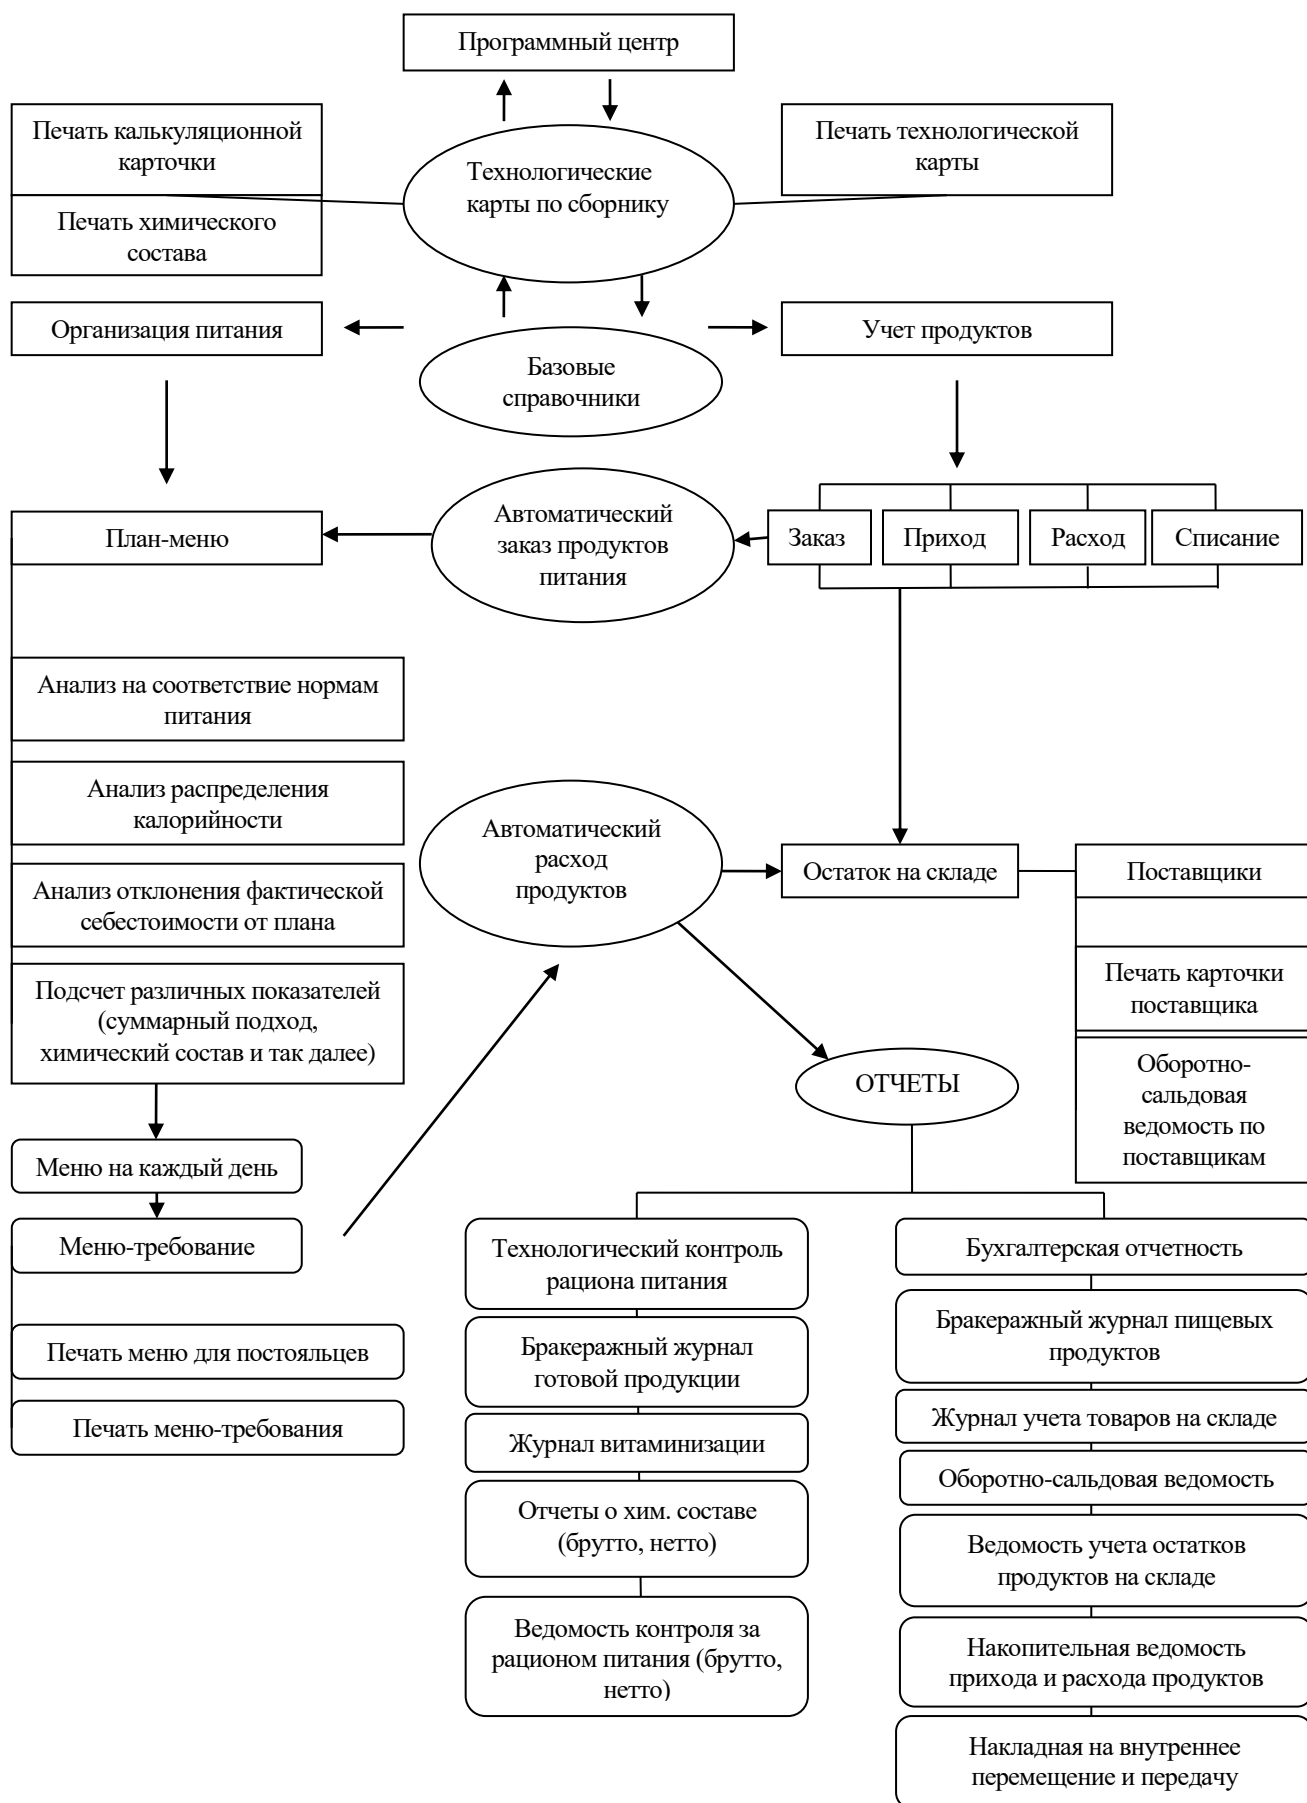 Программный центр
Печать калькуляционной
карточки
Технологические
карты по сборнику
Печать технологической
карты
Печать химического
состава
Организация питания
Базовые
справочники
Учет продуктов
План-меню
Автоматический
заказ продуктов
питания
Заказ
Приход
Расход
Списание
Анализ на соответствие нормам
питания
Анализ распределения
калорийности
Анализ отклонения фактической
себестоимости от плана
Подсчет различных показателей
(суммарный подход,
химический состав и так далее)
Автоматический
расход
продуктов
Остаток на складе
Поставщики
Печать карточки
поставщика
Оборотно-
сальдовая
ведомость по
поставщикам
ОТЧЕТЫ
Меню на каждый день
Меню-требование
Печать меню для постояльцев
Печать меню-требования
Технологический контроль
рациона питания
Бракеражный журнал
готовой продукции
Журнал витаминизации
Отчеты о хим. составе
(брутто, нетто)
Ведомость контроля за
рационом питания (брутто,
нетто)
Бухгалтерская отчетность
Бракеражный журнал пищевых
продуктов
Журнал учета товаров на складе
Оборотно-сальдовая ведомость
Ведомость учета остатков
продуктов на складе
Накопительная ведомость
прихода и расхода продуктов
Накладная на внутреннее
перемещение и передачу